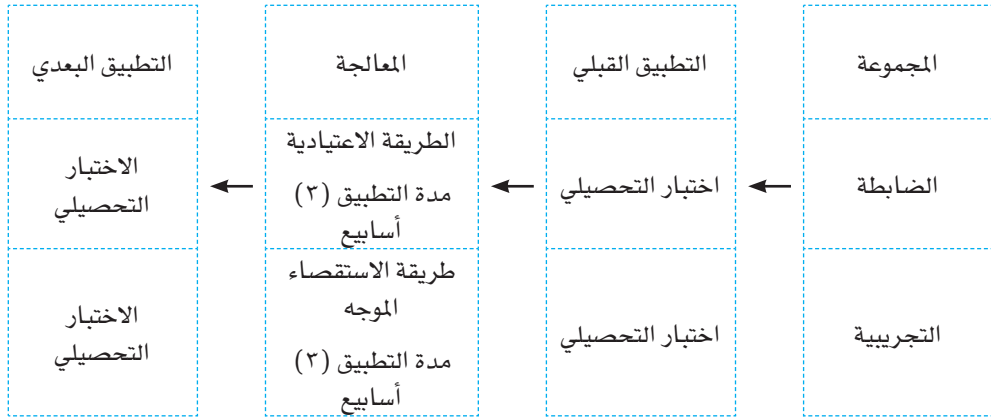 المجموعة
التطبيق القبلي
المعالجة
التطبيق البعدي
الضابطة
اختبار التحصيلي
الطريقة الاعتيادية
مدة التطبيق (٣)
أسابيع
الاختبار
التحصيلي
التجريبية
اختبار التحصيلي
طريقة الاستقصاء
الموجه
مدة التطبيق (٣)
أسابيع
الاختبار
التحصيلي